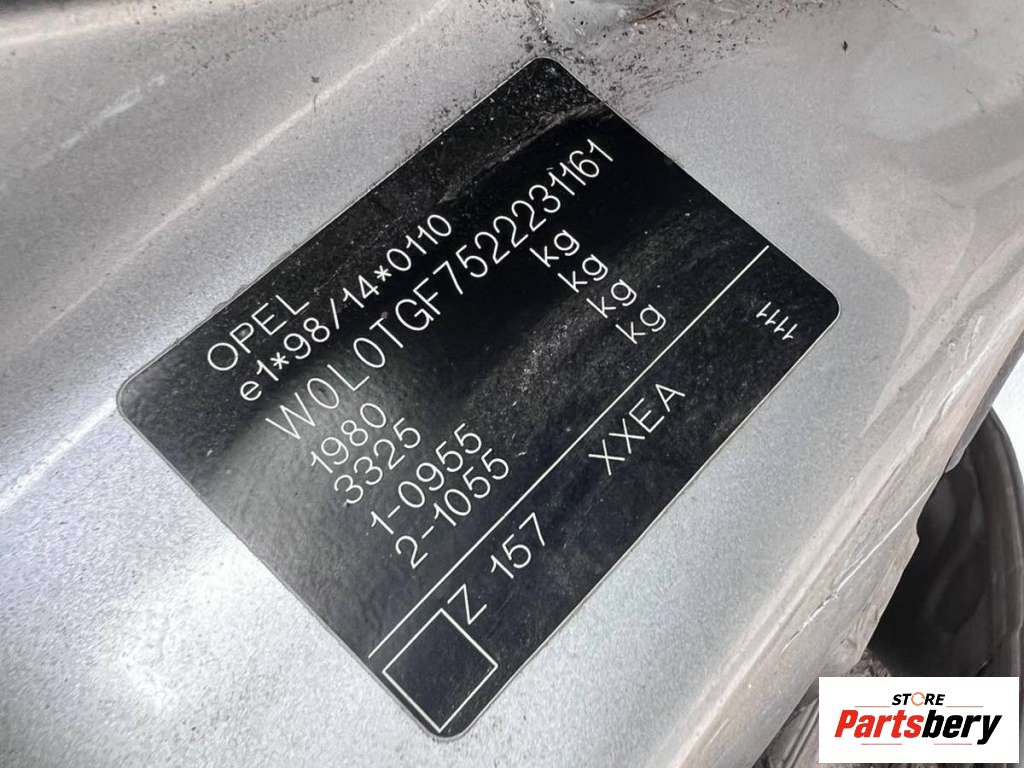 OPEL
e1*98/14*0110
W0L0TGF7522231161
1980 kg
3325 kg
1-0955 kg
2-1055 kg
Z 157 XXEA 1111
STORE
Partsbery